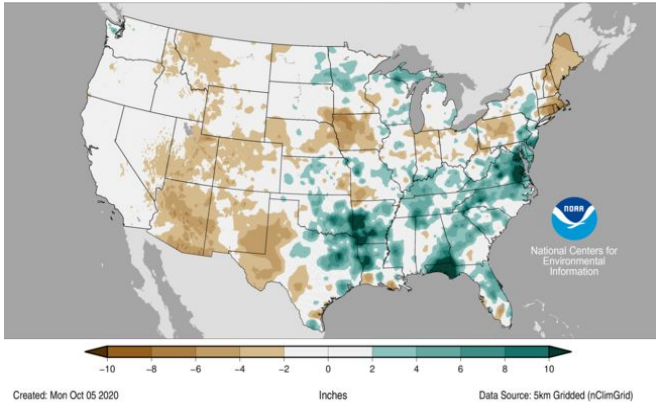 NOAA
National Centers for
Environmental
Information
-10 -8 -6 -4 -2 0 2 4 6 8 10
Created: Mon Oct 05 2020 Inches Data Source: 5km Gridded (nClimGrid)